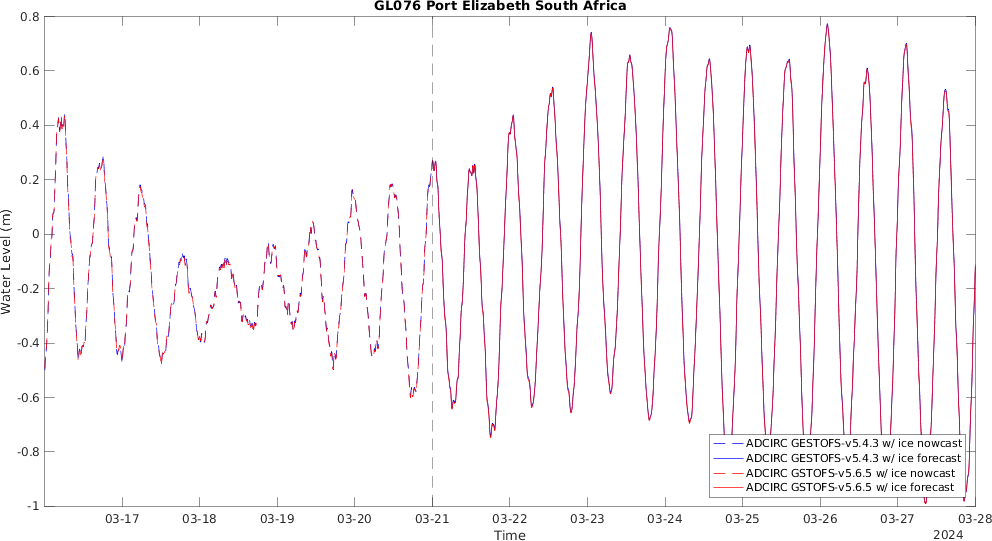 GL076 Port Elizabeth South Africa
0.8
0.6
0.4
0.2
0
-0.2
-0.4
-0.6
-0.8
-1
Water Level (m)
ADCIRC GESTOFS-v5.4.3 w/ ice nowcast
ADCIRC GESTOFS-v5.4.3 w/ ice forecast
ADCIRC GSTOFS-v5.6.5 w/ ice nowcast
ADCIRC GSTOFS-v5.6.5 w/ ice forecast
03-17 03-18 03-19 03-20 03-21 03-22 03-23 03-24 03-25 03-26 03-27 03-28
Time
2024